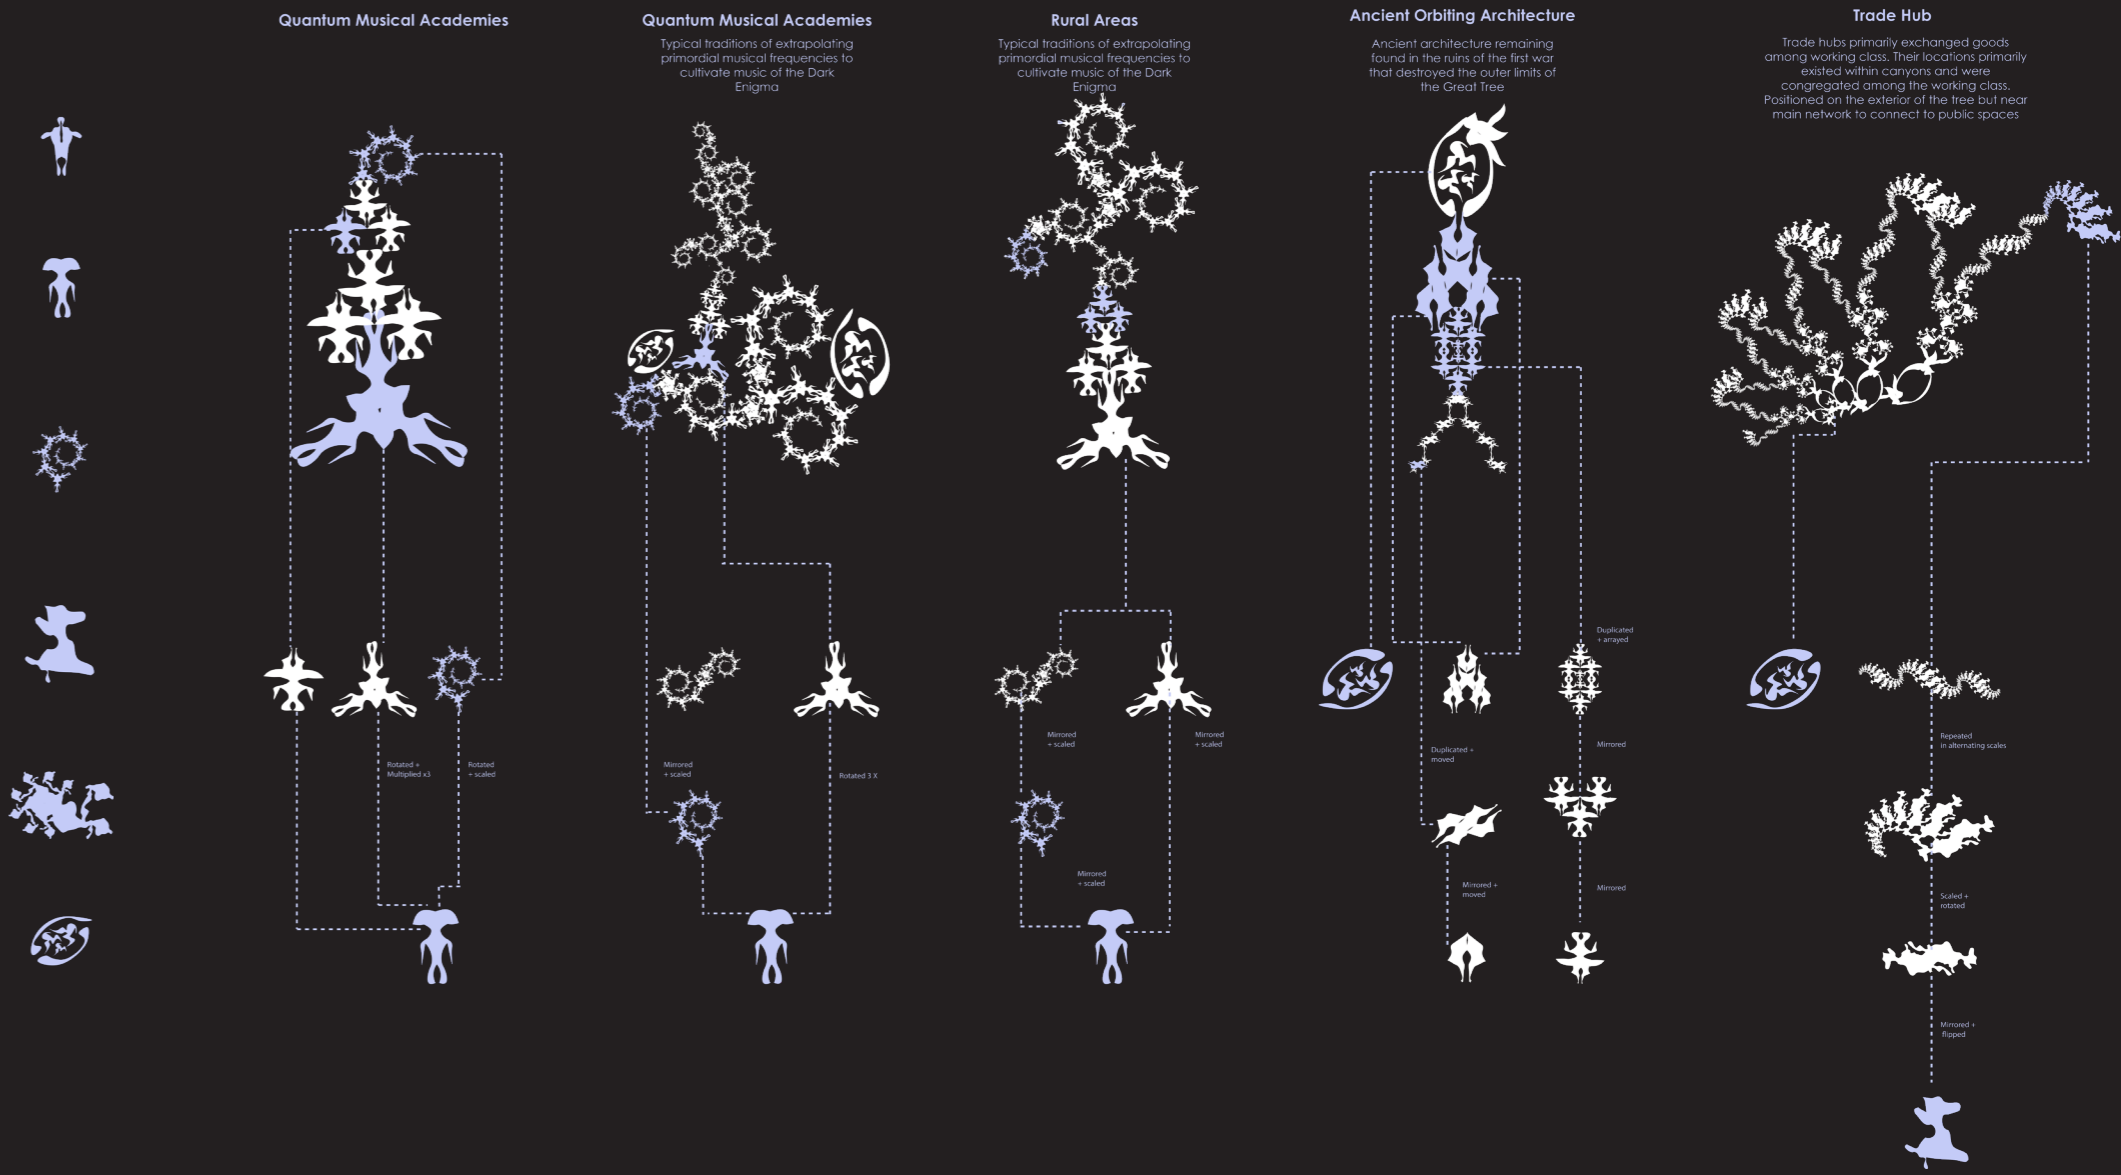 Quantum Musical Academies
Quantum Musical Academies
Typical traditions of extrapolating
primordial musical frequencies to
cultivate music of the Dark
Enigma
Rural Areas
Typical traditions of extrapolating
primordial musical frequencies to
cultivate music of the Dark
Enigma
Ancient Orbiting Architecture
Ancient architecture remaining
found in the ruins of the first war
that destroyed the outer limits of
the Great Tree
Trade Hub
Trade hubs primarily exchanged goods
among working class. Their locations primarily
existed within canyons and were
congregated among the working class.
Positioned on the exterior of the tree but near
main network to connect to public spaces
Rotated +
Multiplied x3
Rotated
+ scaled
Mirrored
+ scaled
Rotated 3 X
Mirrored
+ scaled
Mirrored
+ scaled
Mirrored
+ scaled
Duplicated
+ arrayed
Duplicated +
moved
Mirrored
Mirrored +
moved
Mirrored
Repeated
in alternating scales
Scaled +
rotated
Mirrored +
flipped